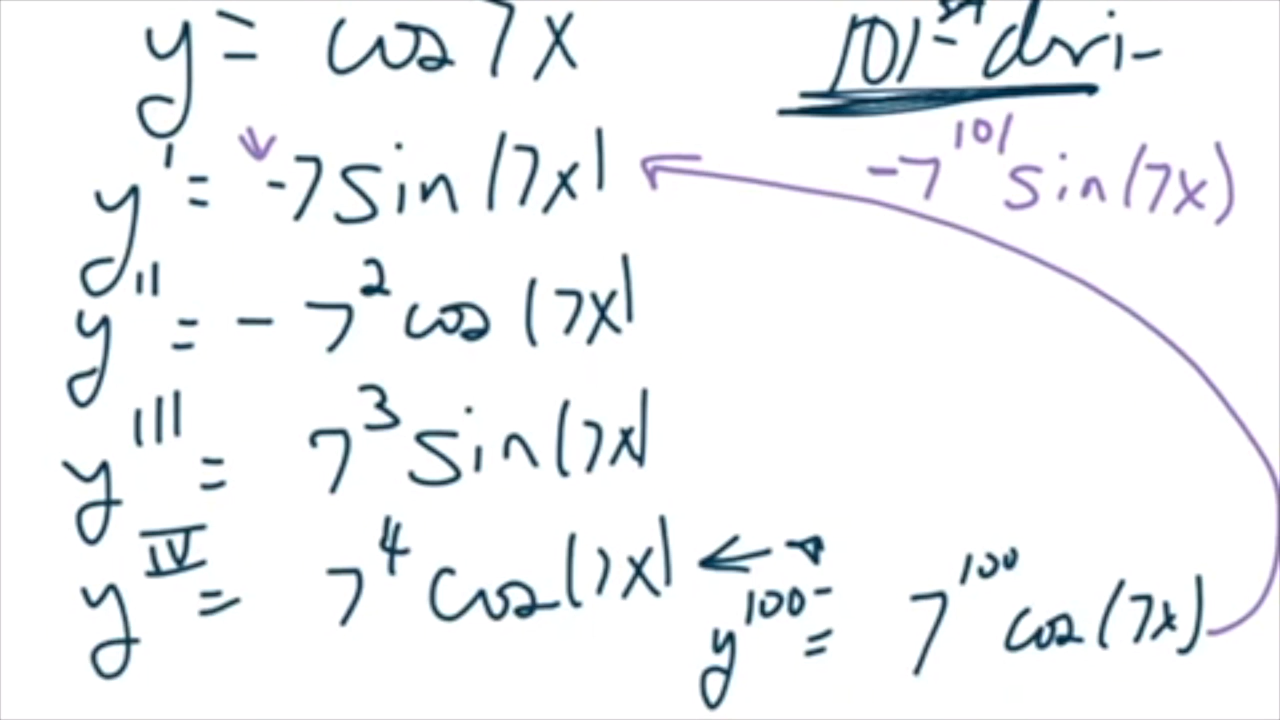 y = cos 7x
101st dri-
y' = -7 sin(7x)
-7^101 sin(7x)
y'' = - 7^2 cos(7x)
y''' = 7^3 sin(7x)
y^IV = 7^4 cos(7x)
y^100 = 7^100 cos(7x)